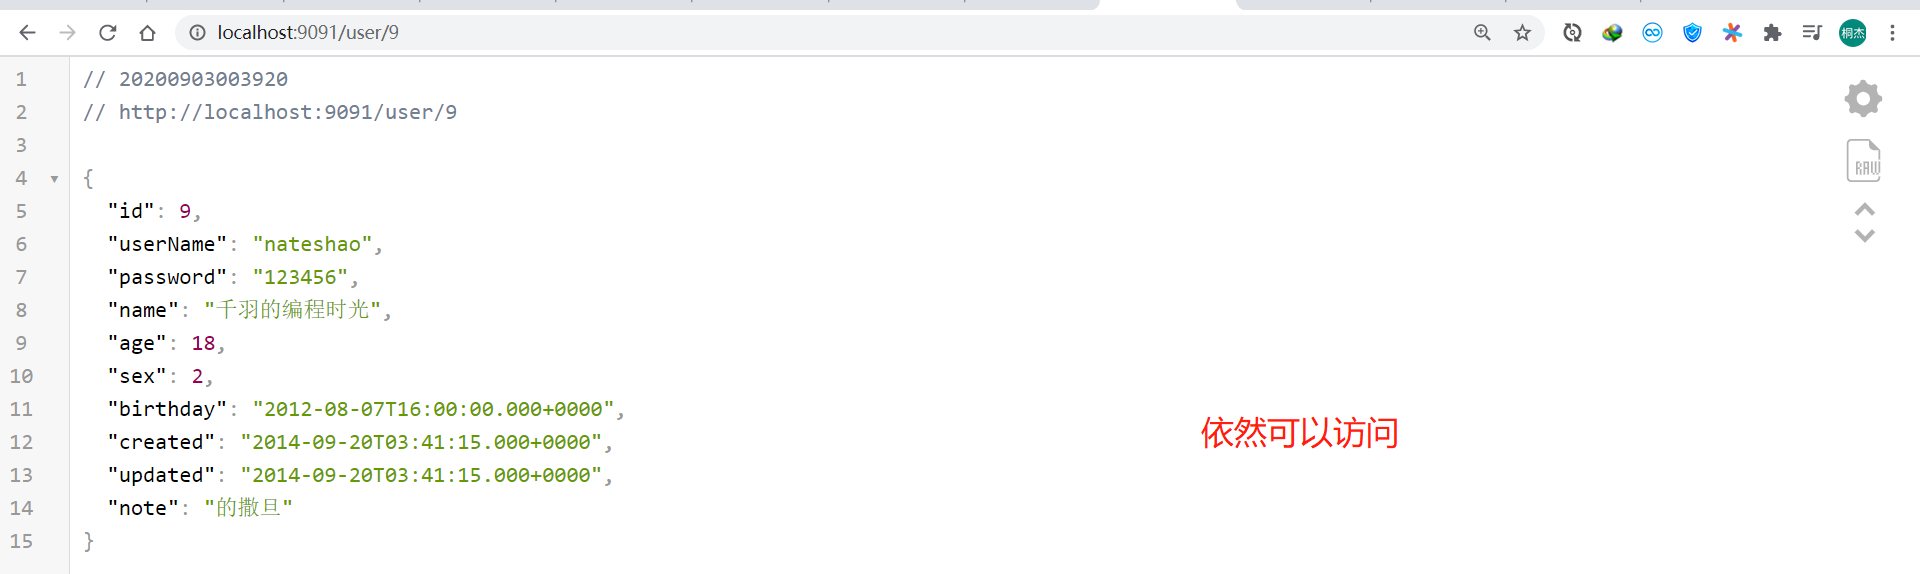 localhost:9091/user/9
桐杰
1 // 20200903003920
2 // http://localhost:9091/user/9
3
4 {
5 "id": 9,
6 "userName": "nateshao",
7 "password": "123456",
8 "name": "千羽的编程时光",
9 "age": 18,
10 "sex": 2,
11 "birthday": "2012-08-07T16:00:00.000+0000",
12 "created": "2014-09-20T03:41:15.000+0000",
13 "updated": "2014-09-20T03:41:15.000+0000",
14 "note": "的撒旦"
15 }
RAW
依然可以访问